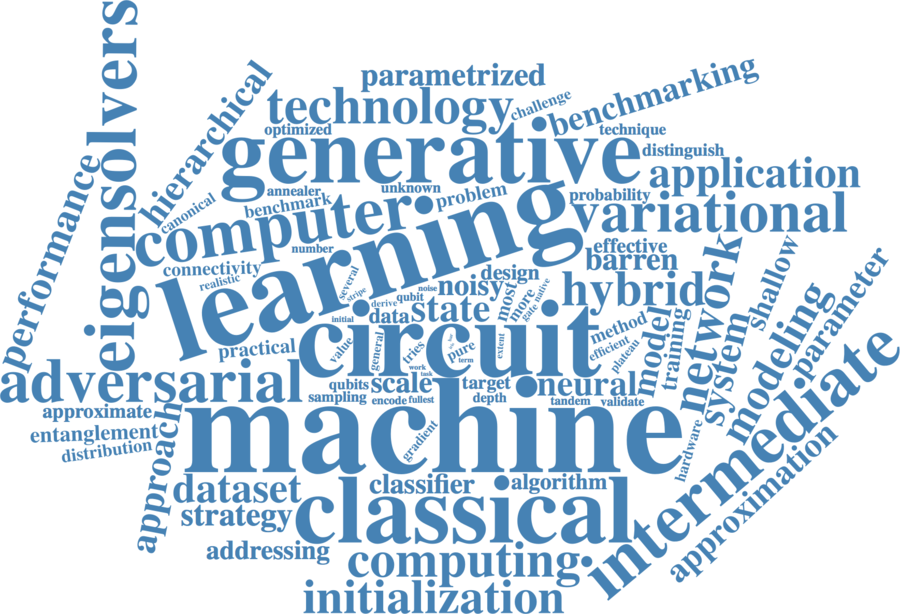 eigensolvers
hierarchical
performance
parametrized
technology
challenge
benchmarking
optimized
technique
generative
distinguish
annealer
unknown
application
canonical
benchmark
problem
probability
computer
variational
learning
number
effective
barren
connectivity
realistic
several
stripe
noise
noisy
design
qubit
derive
most
more
gate
native
hybrid
network
shallow
parameter
initial
data
state
circuit
method
model
training
system
modeling
practical
value
general
tries
pure
term
extent
efficient
plateau
work
task
adversarial
qubits
scale
target
neural
intermediate
approximate
sampling
encode
fullest
depth
tandem
validate
entanglement
distribution
approach
machine
gradient
hardware
approximation
dataset
classifier
algorithm
strategy
classical
addressing
computing
initialization